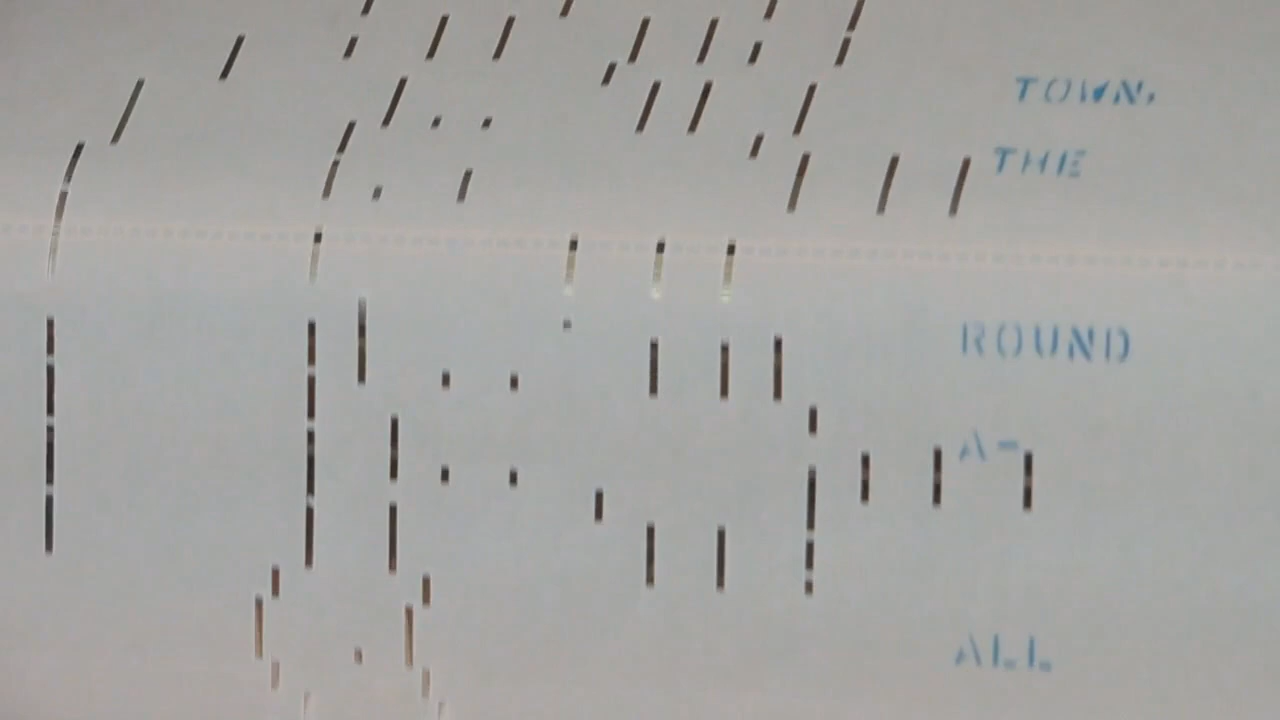 TOWN,
THE
ROUND
A-
ALL